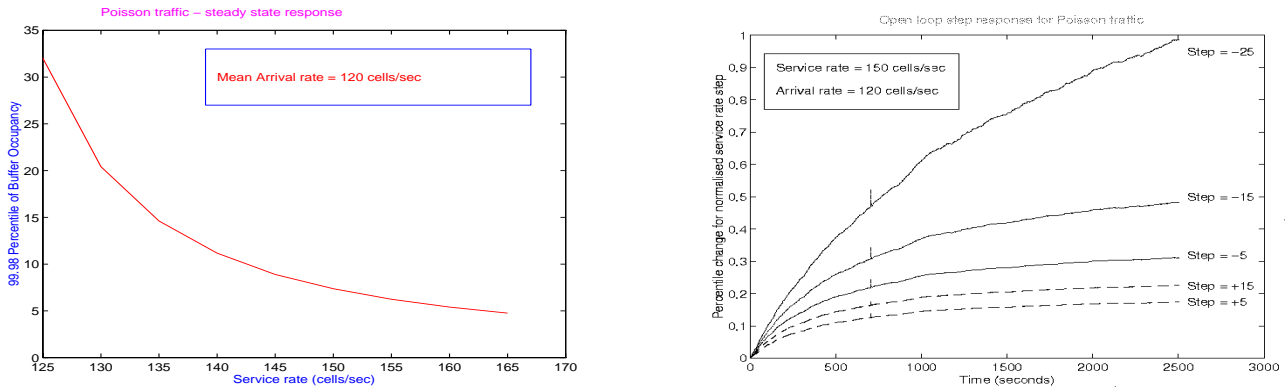 Poisson traffic – steady state response
35
30
25
20
15
10
5
0
99.98 Percentile of Buffer Occupancy
Mean Arrival rate = 120 cells/sec
125 130 135 140 145 150 155 160 165 170
Service rate (cells/sec)
Open loop step response for Poisson traffic
1
0,9
0,8
0,7
0,6
0,5
0,4
0,3
0,2
0,1
0
Percentile change for normalised service rate step
Service rate = 150 cells/sec
Arrival rate = 120 cells/sec
Step = −25
Step = −15
Step = −5
Step = +15
Step = +5
0 500 1000 1500 2000 2500 3000
Time (seconds)